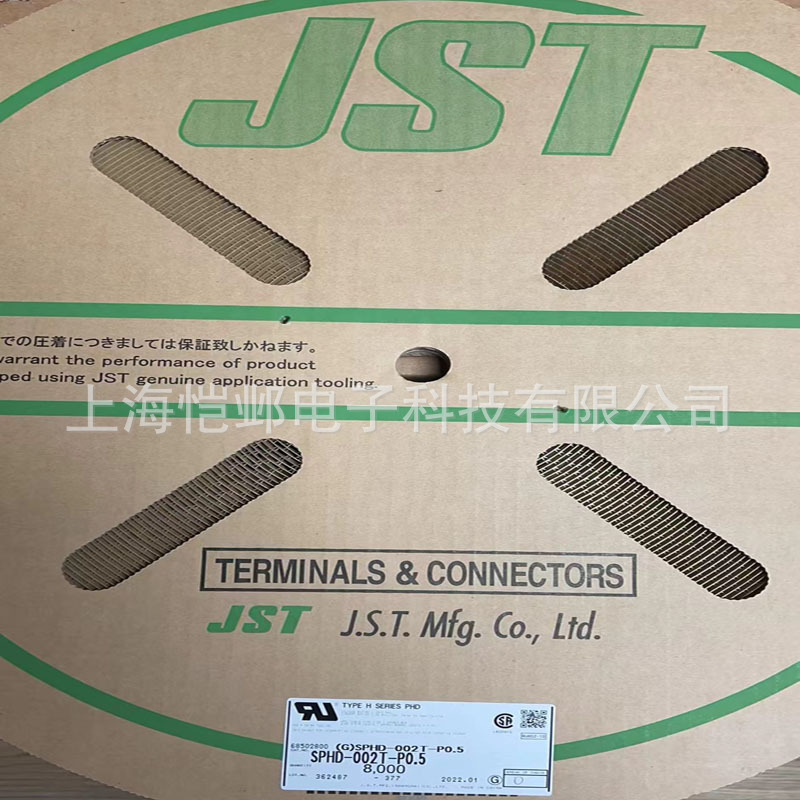 JST
での圧着につきましては保証致しかねます。
warrant the performance of product
ped using JST genuine application tooling.
上海恺邺电子科技有限公司
TERMINALS & CONNECTORS
JST J.S.T. Mfg. Co., Ltd.
TYPE H SERIES PHD
68502800 (G)SPHD-002T-P0.5
SPHD-002T-P0.5
8,000
LOT.NO. 362487 - 377 2022.01 G